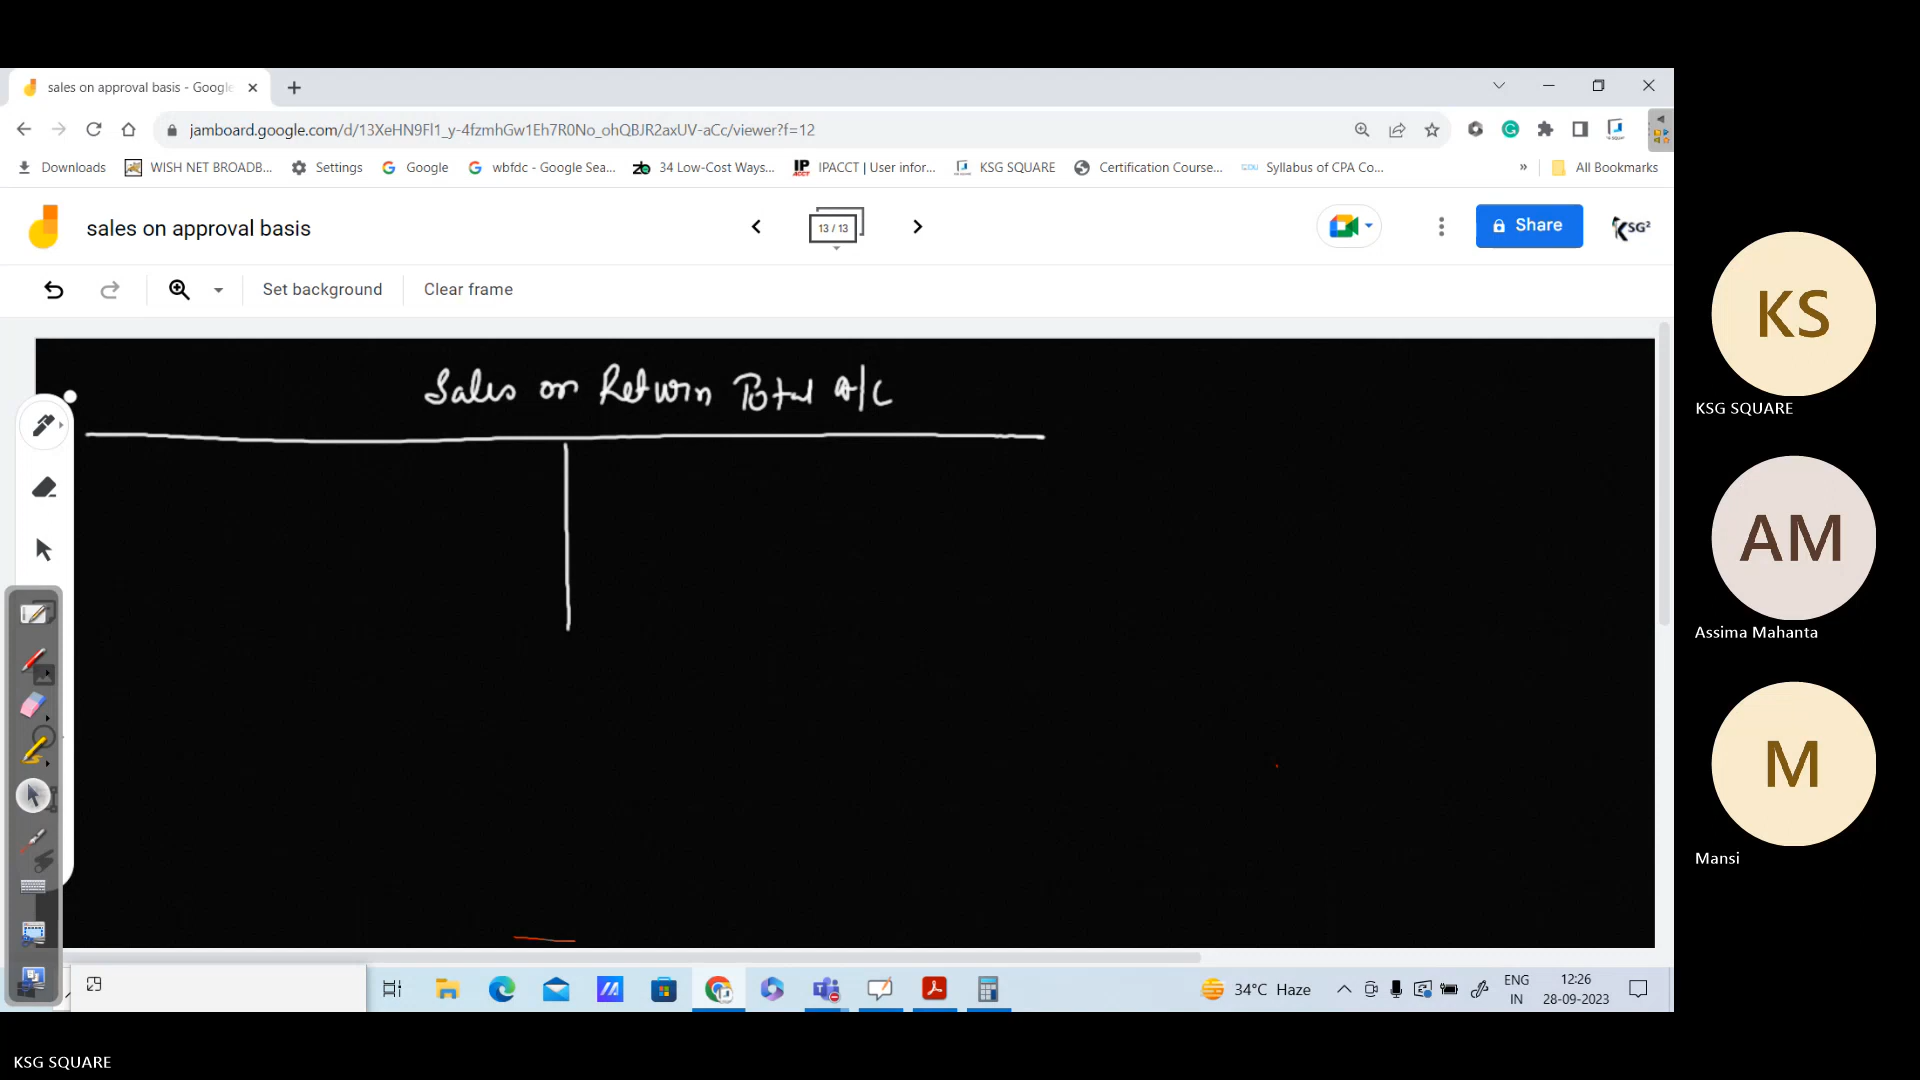 sales on approval basis - Google
jamboard.google.com/d/13XeHN9Fl1_y-4fzmhGw1Eh7R0No_ohQBJR2axUV-aCc/viewer?f=12
Downloads WISH NET BROADB... Settings Google wbfdc - Google Sea... 34 Low-Cost Ways... IPACCT | User infor... KSG SQUARE Certification Course... Syllabus of CPA Co... » All Bookmarks
sales on approval basis 13 / 13 Share KSG²
Set background Clear frame
Sales or Return Total A/C
KS
KSG SQUARE
AM
Assima Mahanta
M
Mansi
34°C Haze ENG IN 12:26 28-09-2023
KSG SQUARE